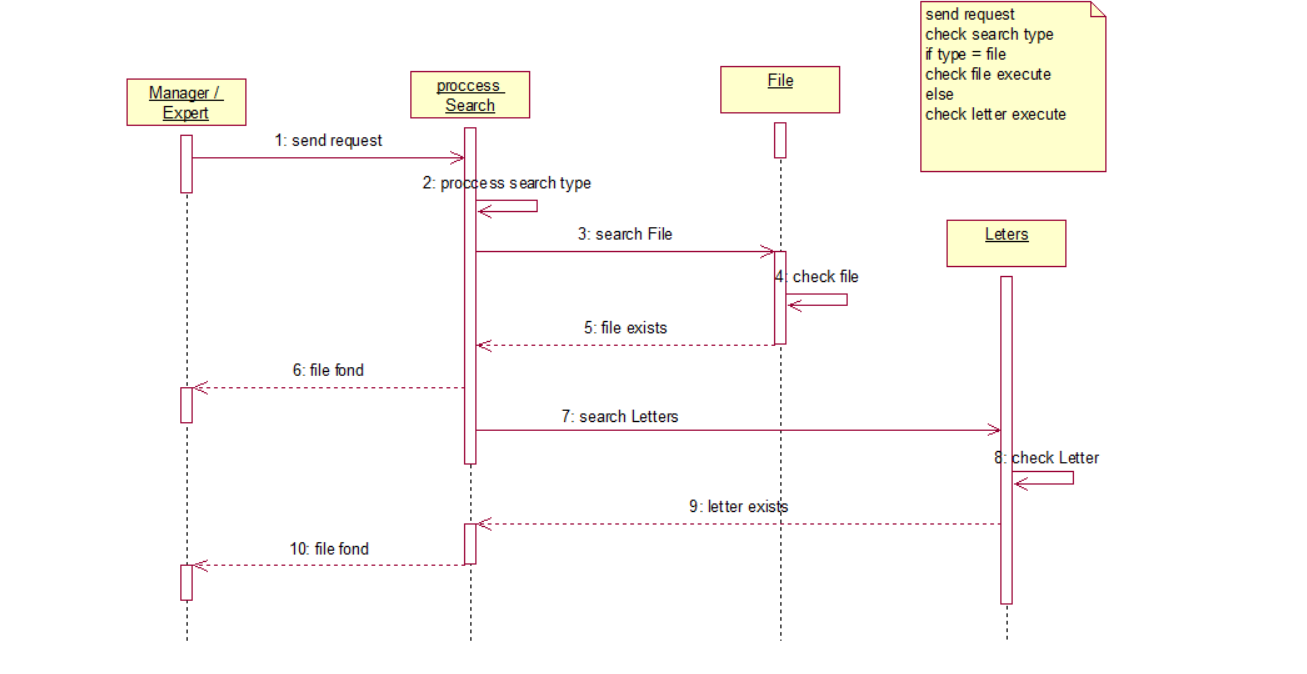 send request
check search type
if type = file
check file execute
else
check letter execute
Manager /
Expert
proccess
Search
File
1: send request
2: proccess search type
3: search File
Leters
4: check file
5: file exists
6: file fond
7: search Letters
8: check Letter
9: letter exists
10: file fond